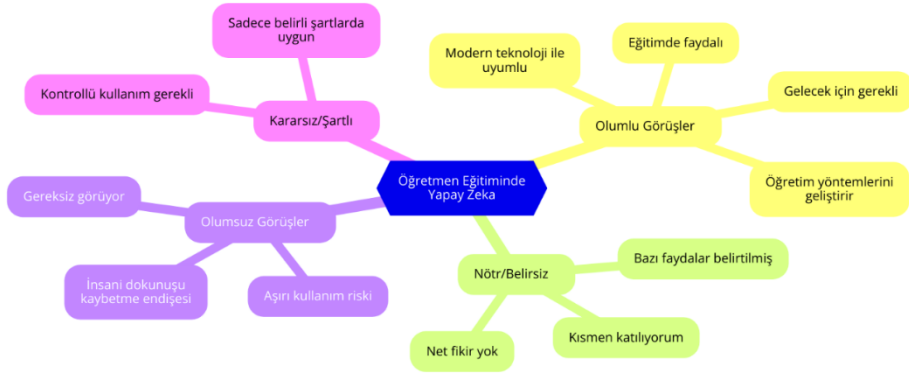 Öğretmen Eğitiminde
Yapay Zeka
Olumlu Görüşler
Modern teknoloji ile
uyumlu
Eğitimde faydalı
Gelecek için gerekli
Öğretim yöntemlerini
geliştirir
Nötr/Belirsiz
Bazı faydalar belirtilmiş
Kısmen katılıyorum
Net fikir yok
Olumsuz Görüşler
Gereksiz görüyor
İnsani dokunuşu
kaybetme endişesi
Aşırı kullanım riski
Kararsız/Şartlı
Sadece belirli şartlarda
uygun
Kontrollü kullanım gerekli